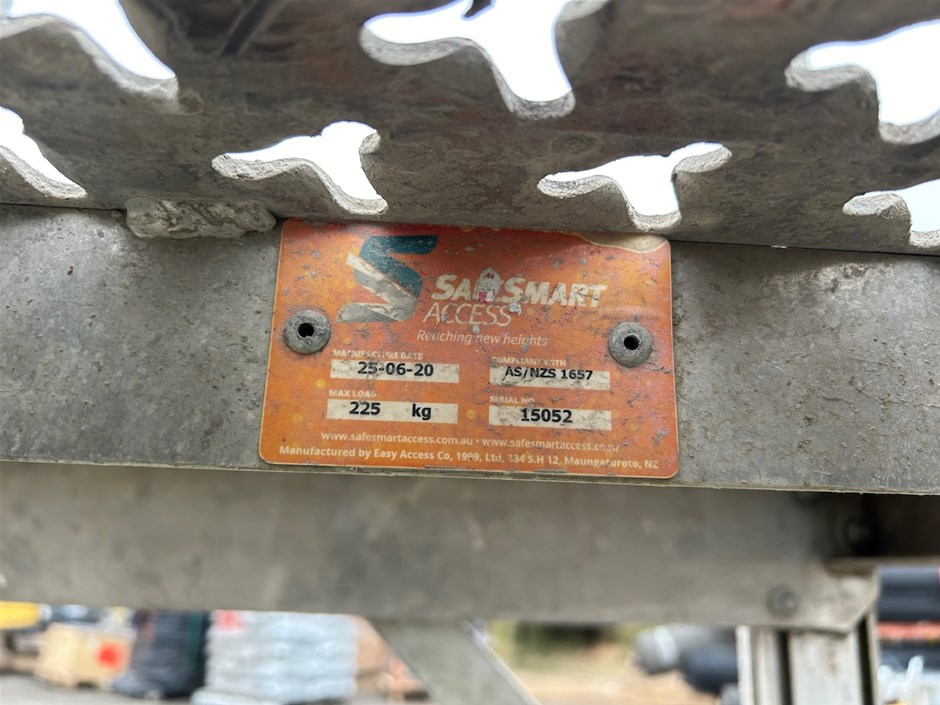 SAFESMART
ACCESS
Reaching new heights
MANUFACTURE DATE
25-06-20
COMPLIANT WITH
AS/NZS 1657
MAX LOAD
225 kg
SERIAL NO.
15052
www.safesmartaccess.com.au • www.safesmartaccess.co.nz
Manufactured by Easy Access Co, 1999, Ltd, 334 S.H 12, Maungaturoto, NZ